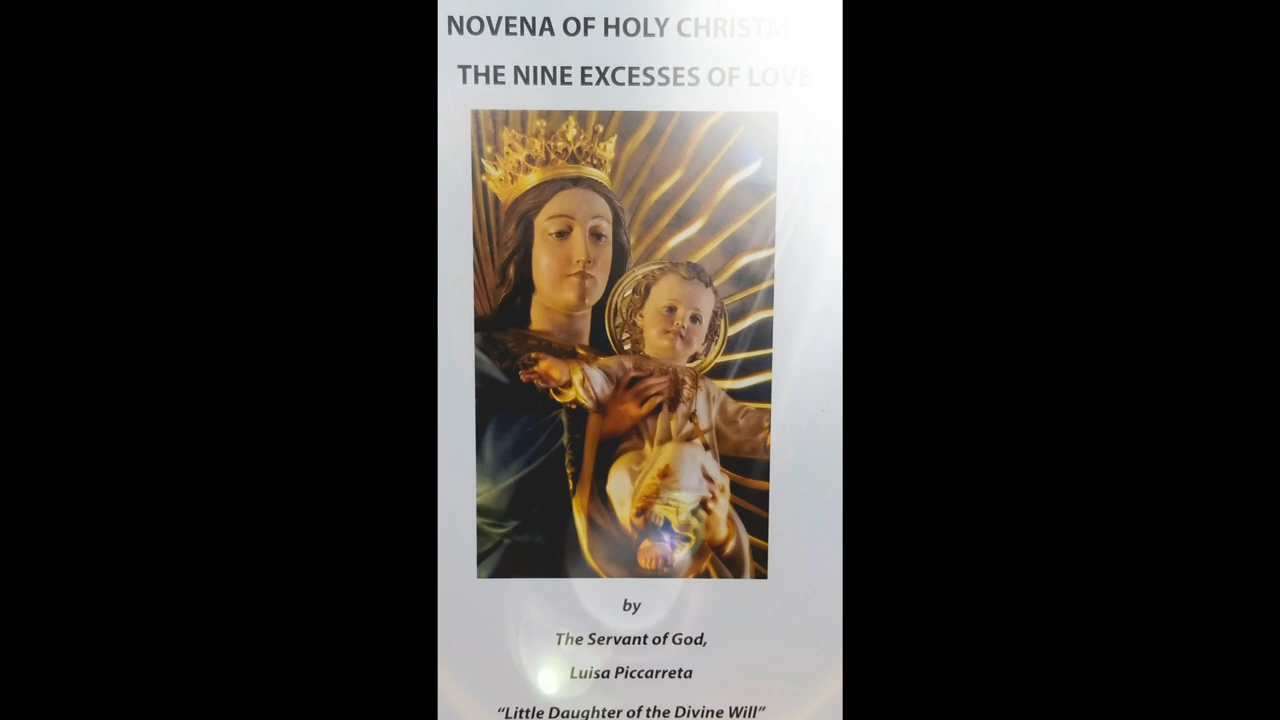 NOVENA OF HOLY CHRISTMA
THE NINE EXCESSES OF LOVE
by
The Servant of God,
Luisa Piccarreta
“Little Daughter of the Divine Will”